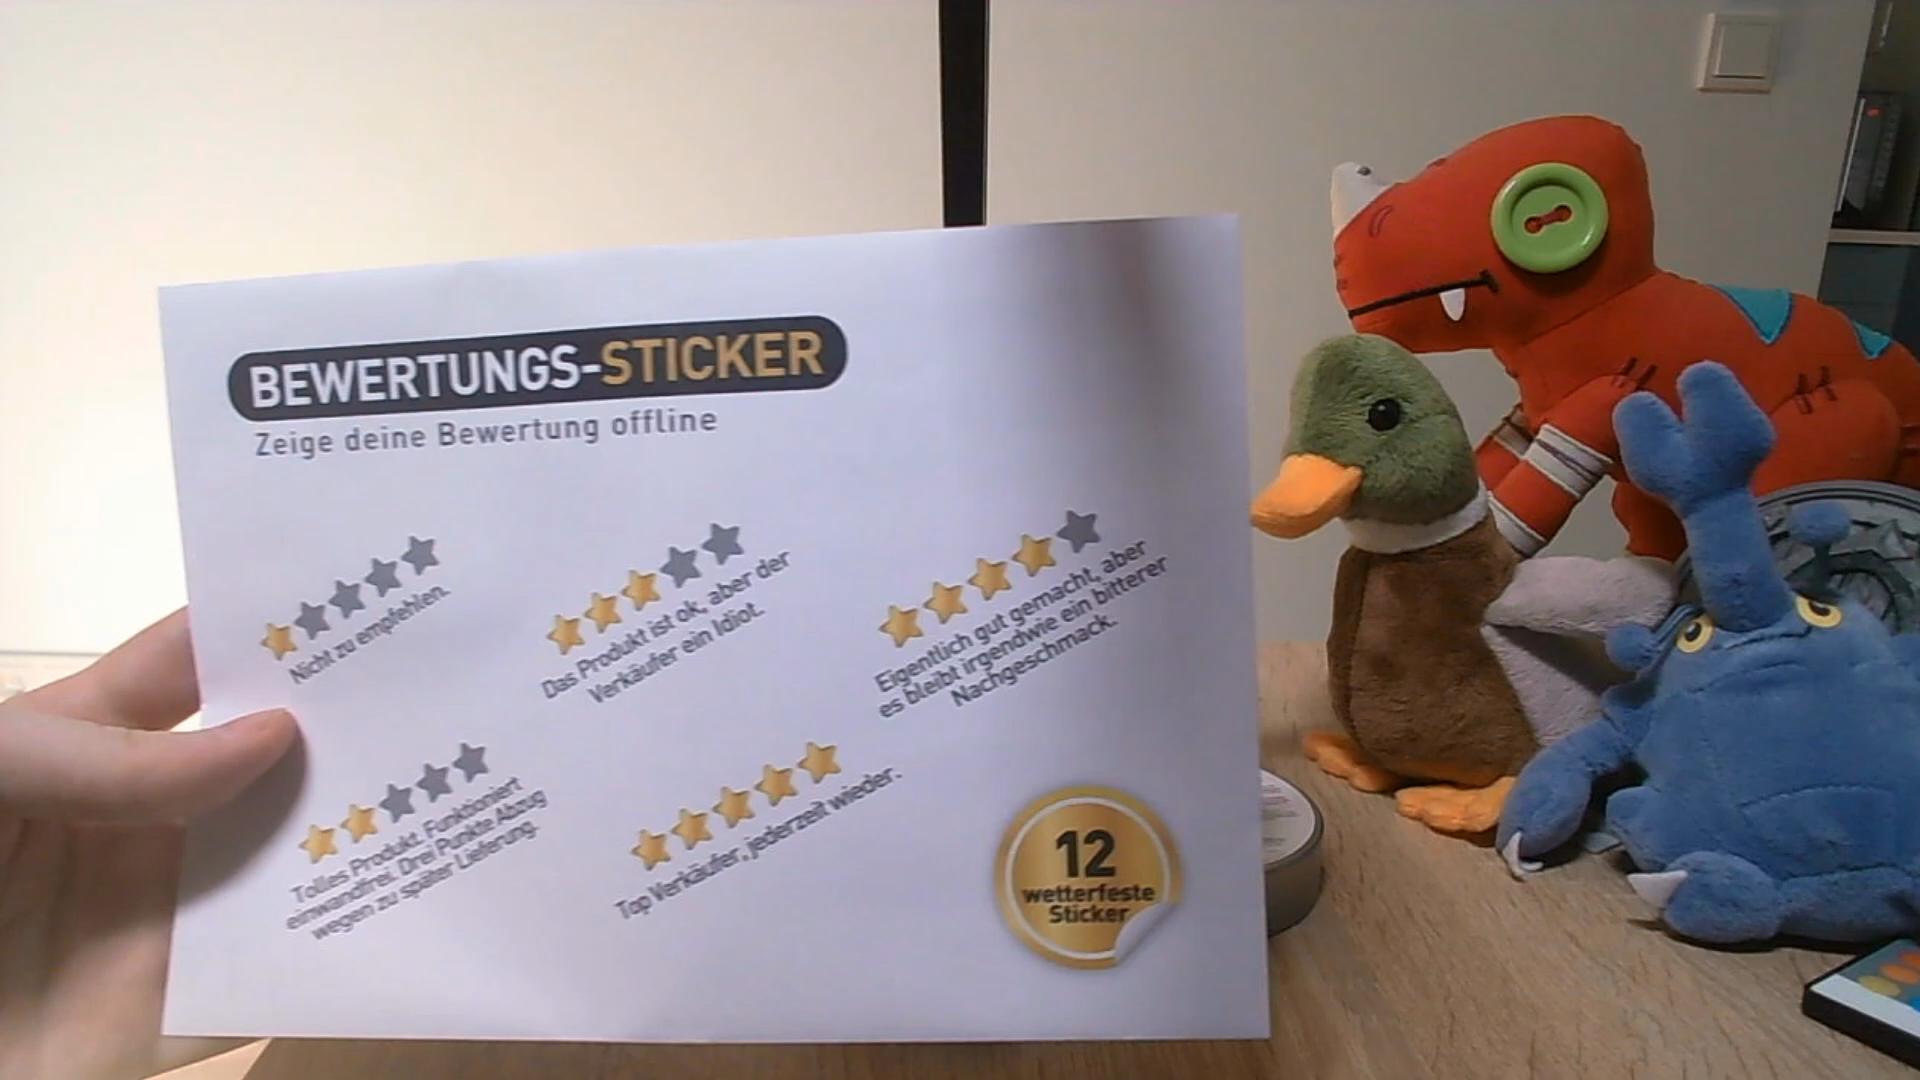 BEWERTUNGS-STICKER
Zeige deine Bewertung offline
Nicht zu empfehlen.
Das Produkt ist ok, aber der
Verkäufer ein Idiot.
Eigentlich gut gemacht, aber
es bleibt irgendwie ein bitterer
Nachgeschmack.
Tolles Produkt. Funktioniert
einwandfrei. Drei Punkte Abzug
wegen zu später Lieferung.
Top Verkäufer, jederzeit wieder.
12
wetterfeste
Sticker